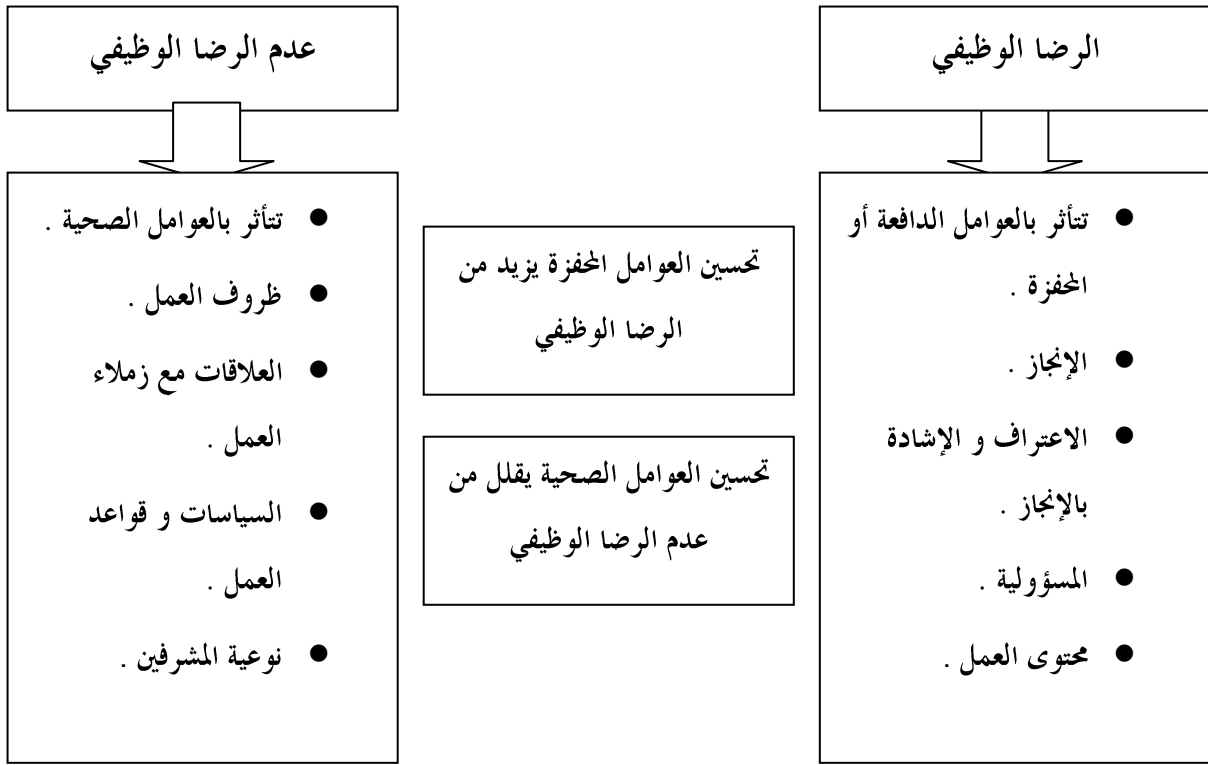 الرضا الوظيفي
تتأثر بالعوامل الدافعة أو
المحفزة .
الإنجاز .
الاعتراف و الإشادة
بالإنجاز .
المسؤولية .
محتوى العمل .
تحسين العوامل المحفزة يزيد من
الرضا الوظيفي
تحسين العوامل الصحية يقلل من
عدم الرضا الوظيفي
عدم الرضا الوظيفي
تتأثر بالعوامل الصحية .
ظروف العمل .
العلاقات مع زملاء
العمل .
السياسات و قواعد
العمل .
نوعية المشرفين .